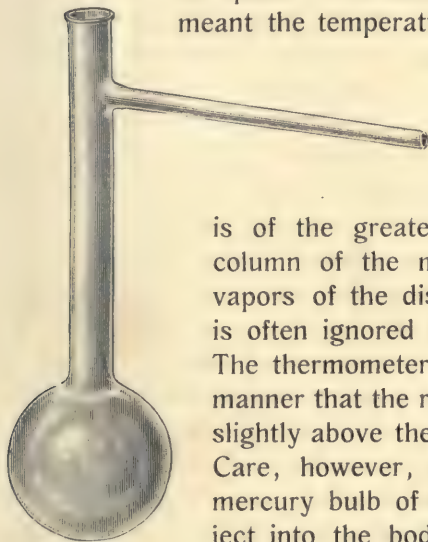 meant the temperat
is of the greate
column of the
vapors of the dis
is often ignored
The thermometer
manner that the
slightly above the
Care, however,
mercury bulb of
ject into the bod